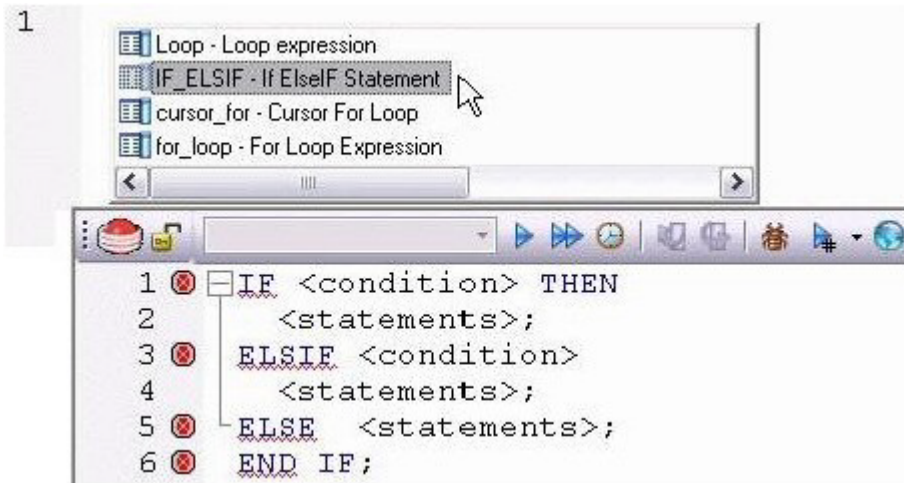 1
Loop - Loop expression
IF_ELSIF - If ElseIF Statement
cursor_for - Cursor For Loop
for_loop - For Loop Expression
1 IF <condition> THEN
2 <statements>;
3 ELSIF <condition>
4 <statements>;
5 ELSE <statements>;
6 END IF;